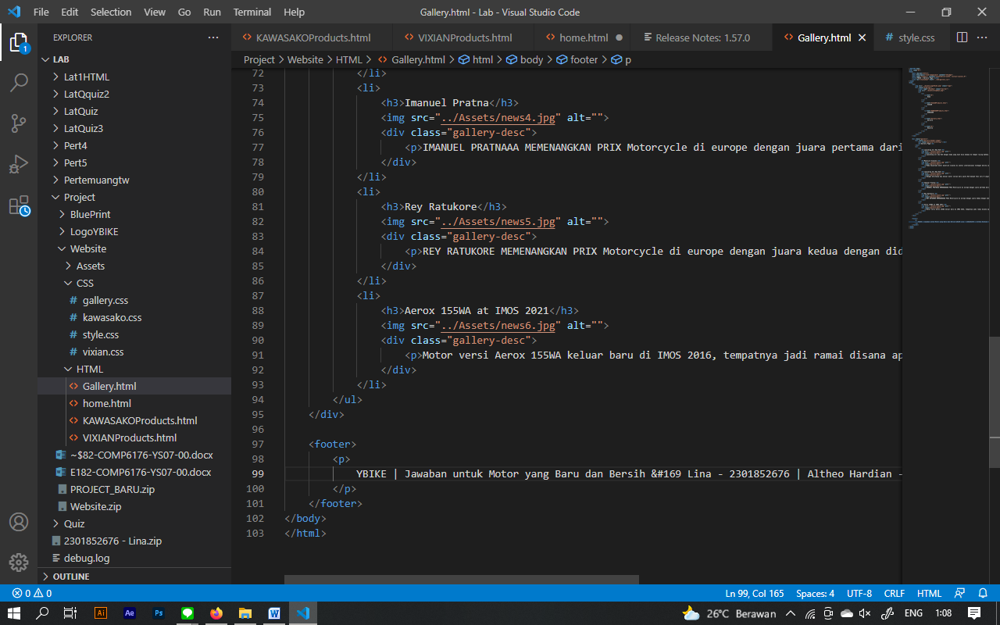 File Edit Selection View Go Run Terminal Help Gallery.html - Lab - Visual Studio Code
EXPLORER ··· KAWASAKOProducts.html VIXIANProducts.html home.html Release Notes: 1.57.0 Gallery.html style.css ···
Project > Website > HTML > Gallery.html > html > body > footer > p
1
LAB
Lat1HTML
LatQquiz2
LatQuiz
LatQuiz3
Pert4
Pert5
Pertemuangtw
Project
BluePrint
LogoYBIKE
Website
Assets
CSS
gallery.css
kawasako.css
style.css
vixian.css
HTML
Gallery.html
home.html
KAWASAKOProducts.html
VIXIANProducts.html
~$82-COMP6176-YS07-00.docx
E182-COMP6176-YS07-00.docx
PROJECT_BARU.zip
Website.zip
Quiz
2301852676 - Lina.zip
debug.log
OUTLINE
72 </li>
73 <li>
74 <h3>Imanuel Pratna</h3>
75 <img src="../Assets/news4.jpg" alt="">
76 <div class="gallery-desc">
77 <p>IMANUEL PRATNAAA MEMENANGKAN PRIX Motorcycle di europe dengan juara pertama dari
78 </div>
79 </li>
80 <li>
81 <h3>Rey Ratukore</h3>
82 <img src="../Assets/news5.jpg" alt="">
83 <div class="gallery-desc">
84 <p>REY RATUKORE MEMENANGKAN PRIX Motorcycle di europe dengan juara kedua dengan did
85 </div>
86 </li>
87 <li>
88 <h3>Aerox 155WA at IMOS 2021</h3>
89 <img src="../Assets/news6.jpg" alt="">
90 <div class="gallery-desc">
91 <p>Motor versi Aerox 155WA keluar baru di IMOS 2016, tempatnya jadi ramai disana ap
92 </div>
93 </li>
94 </ul>
95 </div>
96
97 <footer>
98 <p>
99 YBIKE | Jawaban untuk Motor yang Baru dan Bersih &#169 Lina - 2301852676 | Altheo Hardian -
100 </p>
101 </footer>
102 </body>
103 </html>
0 0 Ln 99, Col 165 Spaces: 4 UTF-8 CRLF HTML
Ai Ae Ps W 26°C Berawan ENG 1:08